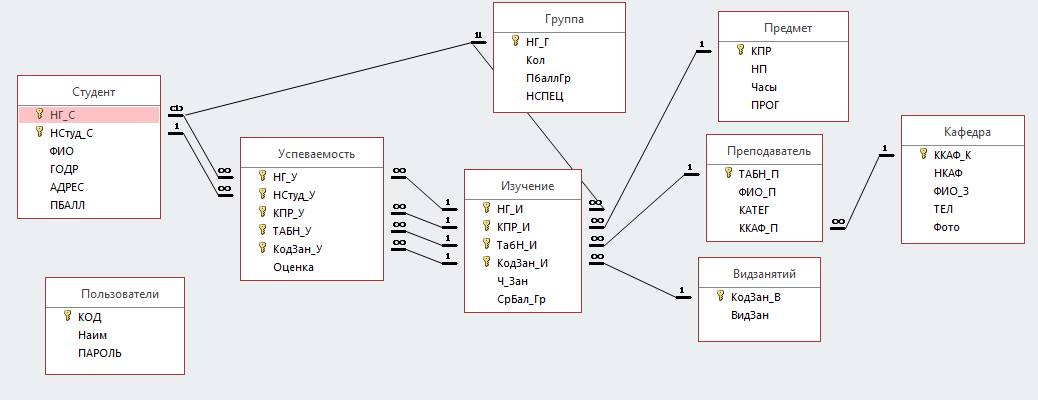 Студент
НГ_С
НСтуд_С
ФИО
ГОДР
АДРЕС
ПБАЛЛ
Успеваемость
НГ_У
НСтуд_У
КПР_У
ТАБН_У
КодЗан_У
Оценка
Группа
НГ_Г
Кол
ПбаллГр
НСПЕЦ
Изучение
НГ_И
КПР_И
ТабН_И
КодЗан_И
Ч_Зан
СрБал_Гр
Предмет
КПР
НП
Часы
ПРОГ
Преподаватель
ТАБН_П
ФИО_П
КАТЕГ
ККАФ_П
Кафедра
ККАФ_К
НКАФ
ФИО_З
ТЕЛ
Фото
Видзанятий
КодЗан_В
ВидЗан
Пользователи
КОД
Наим
ПАРОЛЬ
1
∞
∞
∞
∞
∞
∞
1
1
1
1
∞
∞
∞
∞
1
1
1
∞
1